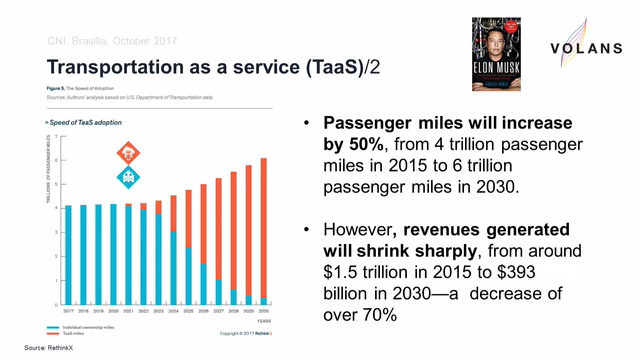 CNI: Brasilia, October 2017
VOLANS
ELON MUSK
Transportation as a service (TaaS)/2
Figure 5. The Speed of Adoption
Sources: Authors' analysis based on U.S. Department of Transportation data
» Speed of TaaS adoption
TRILLIONS OF PASSENGER MILES
7
6
5
4
3
2
1
0
2017 2018 2019 2020 2021 2022 2023 2024 2025 2026 2027 2028 2029 2030
YEARS
Individual ownership miles
TaaS miles
Copyright © 2017 RethinkX
Source: RethinkX
• Passenger miles will increase
by 50%, from 4 trillion passenger
miles in 2015 to 6 trillion
passenger miles in 2030.
• However, revenues generated
will shrink sharply, from around
$1.5 trillion in 2015 to $393
billion in 2030—a decrease of
over 70%